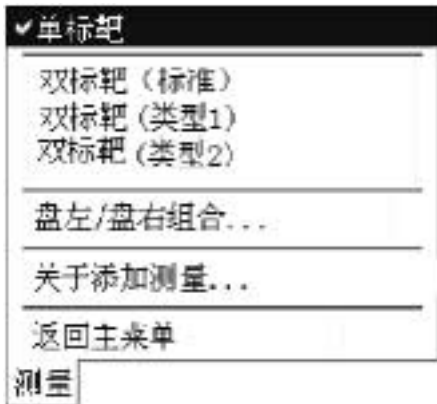 ✓单标靶
双标靶（标准）
双标靶(类型1)
双标靶(类型2)
盘左/盘右组合...
关于添加测量...
返回主菜单
测量